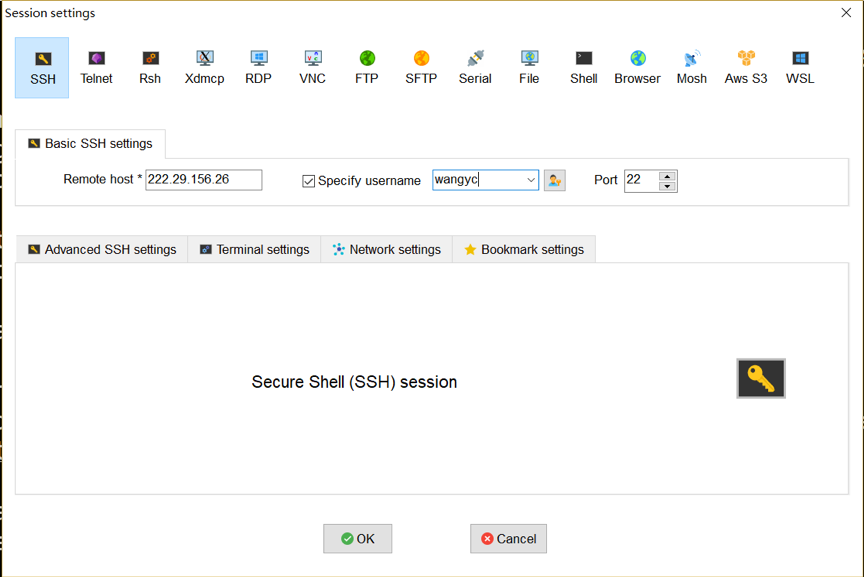 Session settings
SSH Telnet Rsh Xdmcp RDP VNC FTP SFTP Serial File Shell Browser Mosh Aws S3 WSL
Basic SSH settings
Remote host * 222.29.156.26 Specify username wangyc Port 22
Advanced SSH settings Terminal settings Network settings Bookmark settings
Secure Shell (SSH) session
OK Cancel